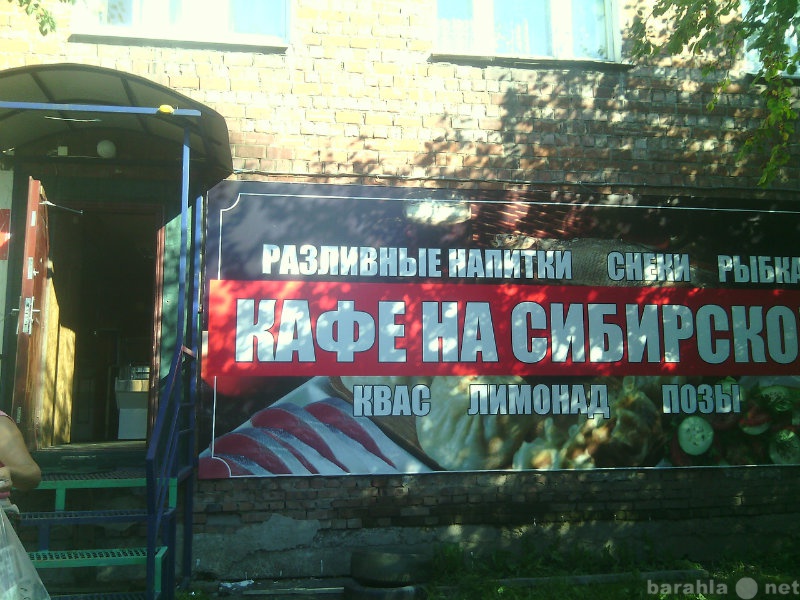 РАЗЛИВНЫЕ НАПИТКИ СНЕКИ РЫБКА
КАФЕ НА СИБИРСКО
КВАС ЛИМОНАД ПОЗЫ
barahla net